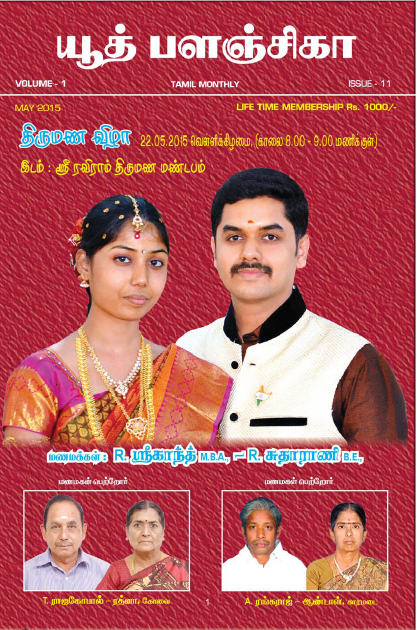 யூத் பளஞ்சிகா
VOLUME - 1 TAMIL MONTHLY ISSUE - 11
MAY 2015 LIFE TIME MEMBERSHIP Rs. 1000/-
திருமண விழா 22.05.2015 வெள்ளிக்கிழமை, (காலை 8.00 - 9.00 மணிக்குள்)
இடம் : ஸ்ரீ ரவிராம் திருமண மண்டபம்
மணமக்கள் : R. ஸ்ரீகாந்த் M.B.A., – R. சுதாராணி B.E.,
மணமகன் பெற்றோர் மணமகள் பெற்றோர்
T. ராஜகோபால் - ரத்னா, கோவை 1 A. ரங்கராஜ் – ஆண்டாள்,